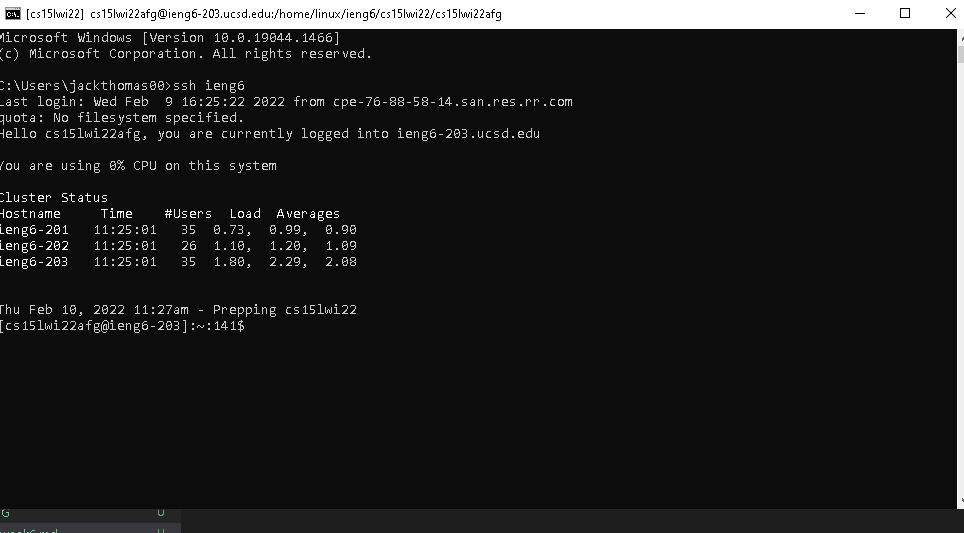 [cs15lwi22] cs15lwi22afg@ieng6-203.ucsd.edu:/home/linux/ieng6/cs15lwi22/cs15lwi22afg
Microsoft Windows [Version 10.0.19044.1466]
(c) Microsoft Corporation. All rights reserved.
C:\Users\jackthomas00>ssh ieng6
Last login: Wed Feb  9 16:25:22 2022 from cpe-76-88-58-14.san.res.rr.com
quota: No filesystem specified.
Hello cs15lwi22afg, you are currently logged into ieng6-203.ucsd.edu
You are using 0% CPU on this system
Cluster Status
Hostname     Time    #Users  Load  Averages
ieng6-201   11:25:01   35  0.73,  0.99,  0.90
ieng6-202   11:25:01   26  1.10,  1.20,  1.09
ieng6-203   11:25:01   35  1.80,  2.29,  2.08
Thu Feb 10, 2022 11:27am - Prepping cs15lwi22
[cs15lwi22afg@ieng6-203]:~:141$
G U